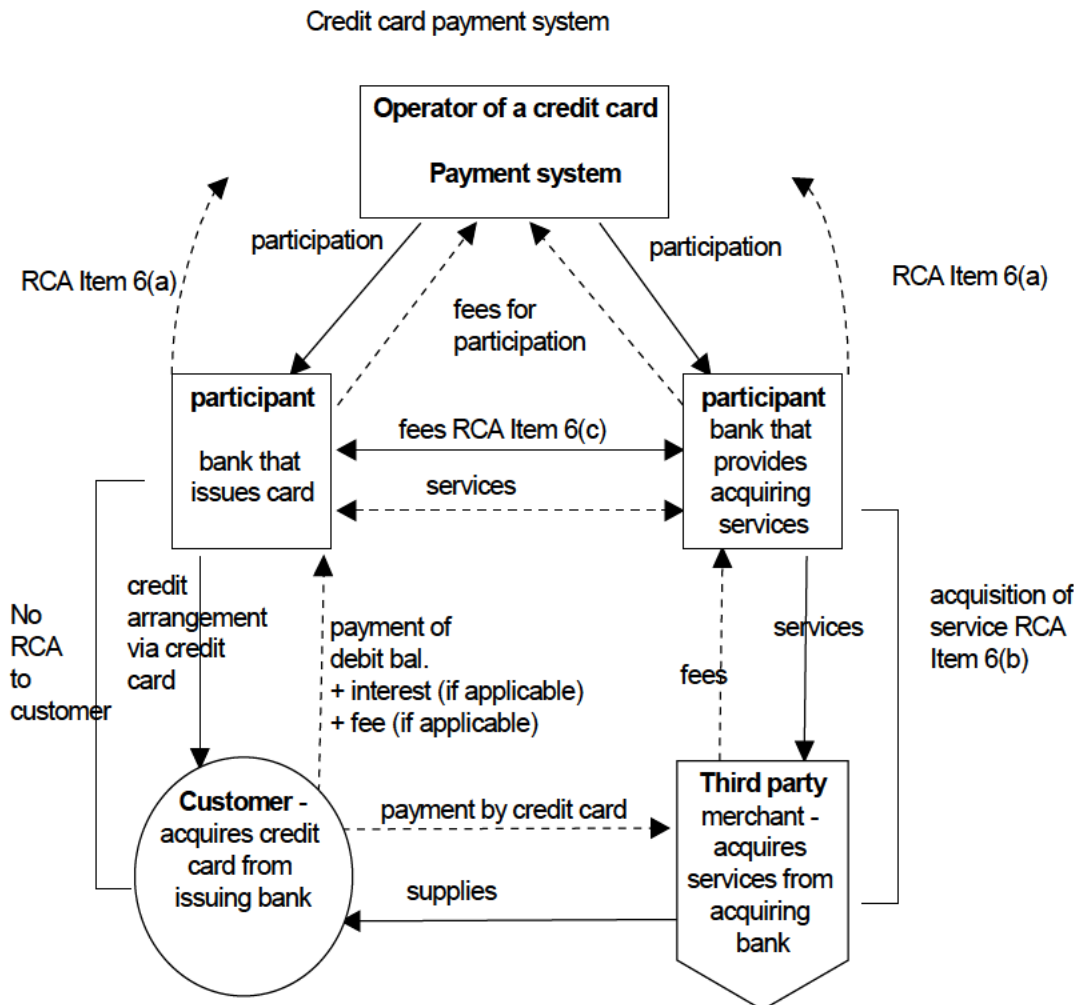 Credit card payment system
Operator of a credit card
Payment system
participation
participation
RCA Item 6(a)
RCA Item 6(a)
fees for
participation
participant
bank that
issues card
fees RCA Item 6(c)
services
participant
bank that
provides
acquiring
services
No
RCA
to
customer
credit
arrangement
via credit
card
payment of
debit bal.
+ interest (if applicable)
+ fee (if applicable)
fees
services
acquisition of
service RCA
Item 6(b)
Customer -
acquires credit
card from
issuing bank
payment by credit card
supplies
Third party
merchant -
acquires
services from
acquiring
bank